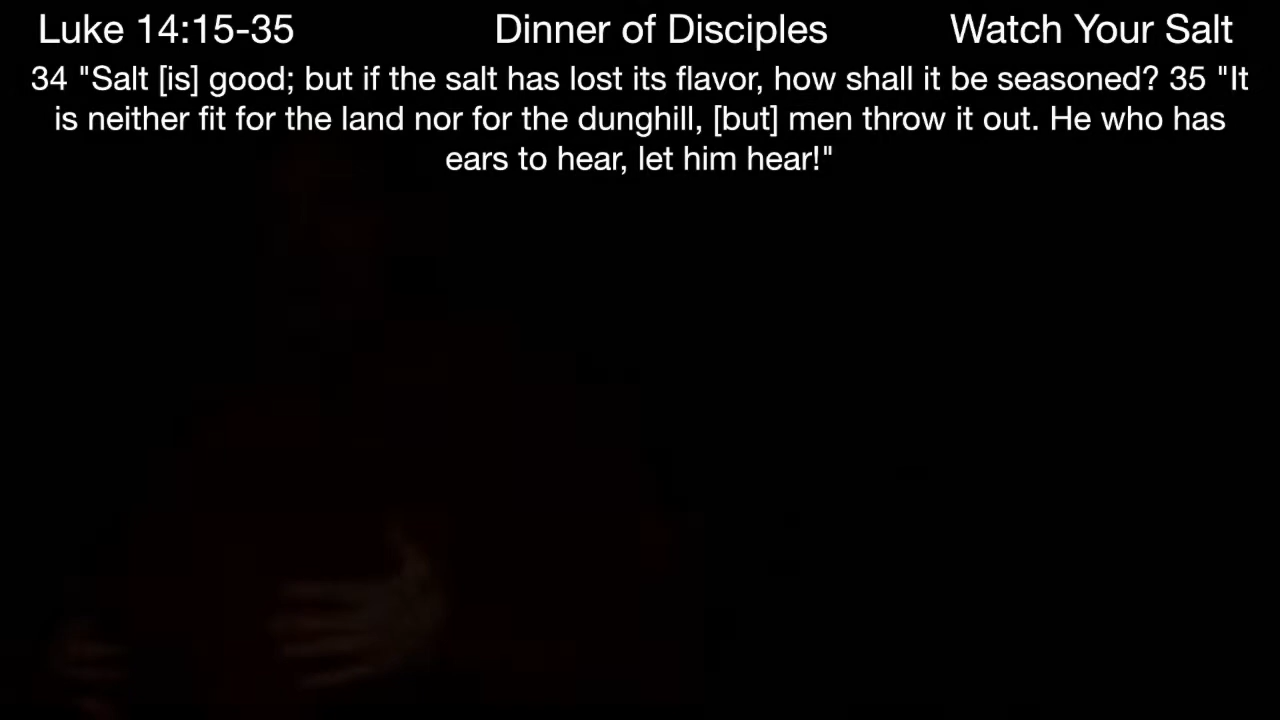 Luke 14:15-35 Dinner of Disciples Watch Your Salt
34 "Salt [is] good; but if the salt has lost its flavor, how shall it be seasoned? 35 "It
is neither fit for the land nor for the dunghill, [but] men throw it out. He who has
ears to hear, let him hear!"